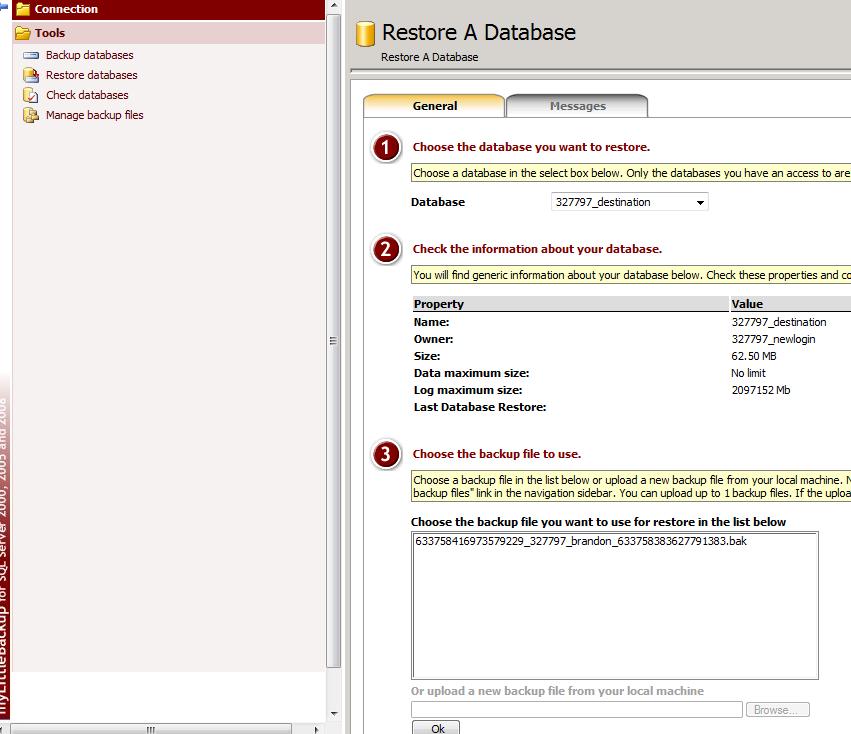 Connection
Tools
Backup databases
Restore databases
Check databases
Manage backup files
myLittleBackup for SQL Server 2000, 2005 and 2008
Restore A Database
Restore A Database
General
Messages
1
Choose the database you want to restore.
Choose a database in the select box below. Only the databases you have an access to are
Database
327797_destination
2
Check the information about your database.
You will find generic information about your database below. Check these properties and co
Property Value
Name: 327797_destination
Owner: 327797_newlogin
Size: 62.50 MB
Data maximum size: No limit
Log maximum size: 2097152 Mb
Last Database Restore:
3
Choose the backup file to use.
Choose a backup file in the list below or upload a new backup file from your local machine. N
backup files" link in the navigation sidebar. You can upload up to 1 backup files. If the uploa
Choose the backup file you want to use for restore in the list below
633758416973579229_327797_brandon_633758383627791383.bak
Or upload a new backup file from your local machine
Browse...
Ok